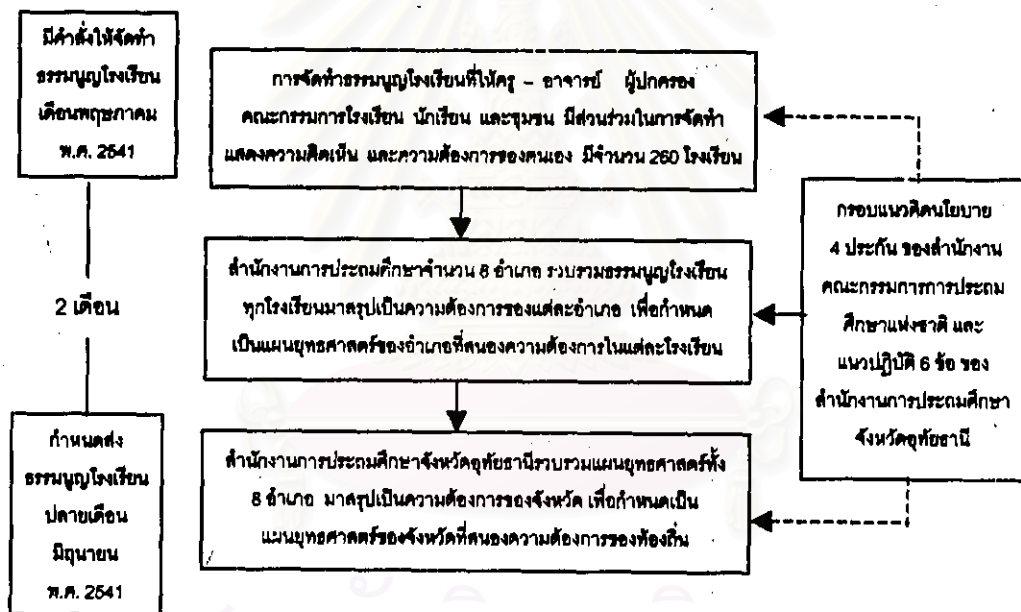 มีคำสั่งให้จัดทำ
ธรรมนูญโรงเรียน
เดือนพฤษภาคม
พ.ศ. 2541
2 เดือน
กำหนดส่ง
ธรรมนูญโรงเรียน
ปลายเดือน
มิถุนายน
พ.ศ. 2541
การจัดทำธรรมนูญโรงเรียนที่ให้ครู – อาจารย์ ผู้ปกครอง
คณะกรรมการโรงเรียน นักเรียน และชุมชน มีส่วนร่วมในการจัดทำ
แสดงความคิดเห็น และความต้องการของตนเอง มีจำนวน 260 โรงเรียน
สำนักงานการประถมศึกษาจำนวน 8 อำเภอ รวบรวมธรรมนูญโรงเรียน
ทุกโรงเรียนมาสรุปเป็นความต้องการของแต่ละอำเภอ เพื่อกำหนด
เป็นแผนยุทธศาสตร์ของอำเภอที่สนองความต้องการในแต่ละโรงเรียน
สำนักงานการประถมศึกษาจังหวัดอุทัยธานีรวบรวมแผนยุทธศาสตร์ทั้ง
8 อำเภอ มาสรุปเป็นความต้องการของจังหวัด เพื่อกำหนดเป็น
แผนยุทธศาสตร์ของจังหวัดที่สนองความต้องการของท้องถิ่น
กรอบแนวคิดนโยบาย
4 ประกัน ของสำนักงาน
คณะกรรมการการประถม
ศึกษาแห่งชาติ และ
แนวปฏิบัติ 6 ข้อ ของ
สำนักงานการประถมศึกษา
จังหวัดอุทัยธานี